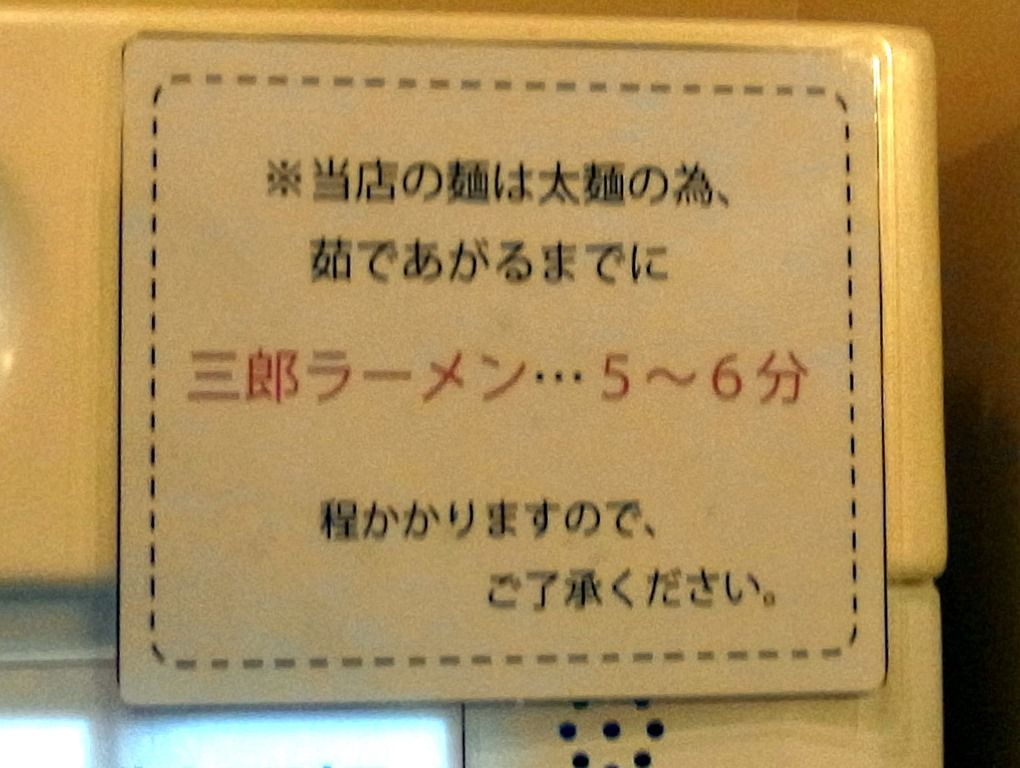 ※当店の麺は太麺の為、
茹であがるまでに
三郎ラーメン…5～6分
程かかりますので、
ご了承ください。